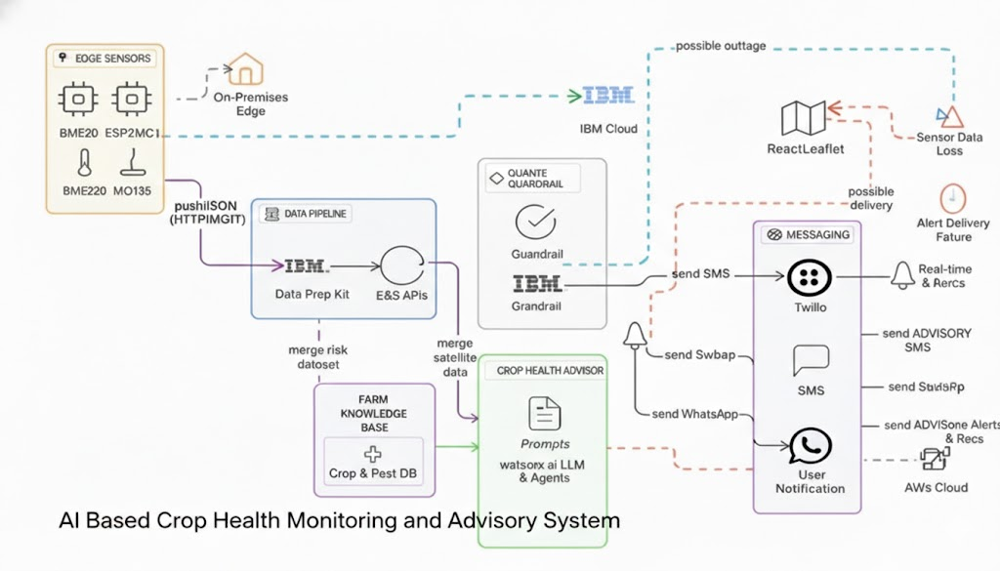 EDGE SENSORS
BME20 ESP2MC1
BME220 MO135
On-Premises
Edge
IBM
IBM Cloud
possible outtage
ReactLeaflet
Sensor Data
Loss
possible
delivery
Alert Delivery
Fature
pushiISON
(HTTPIMGIT)
DATA PIPELINE
IBM
Data Prep Kit
E&S APIs
QUANTE
QUARDRAIL
Guandrail
IBM
Grandrail
send SMS
MESSAGING
Twillo
Real-time
& Rercs
merge risk
datoset
merge
satellite
data
send Swbap
SMS
send ADVISORY
SMS
FARM
KNOWLEDGE
BASE
Crop & Pest DB
CROP HEALTH ADVISOR
Prompts
watsorx ai LLM
& Agents
send WhatsApp
User
Notification
send ADVISone Alerts
& Recs
AWs Cloud
AI Based Crop Health Monitoring and Advisory System